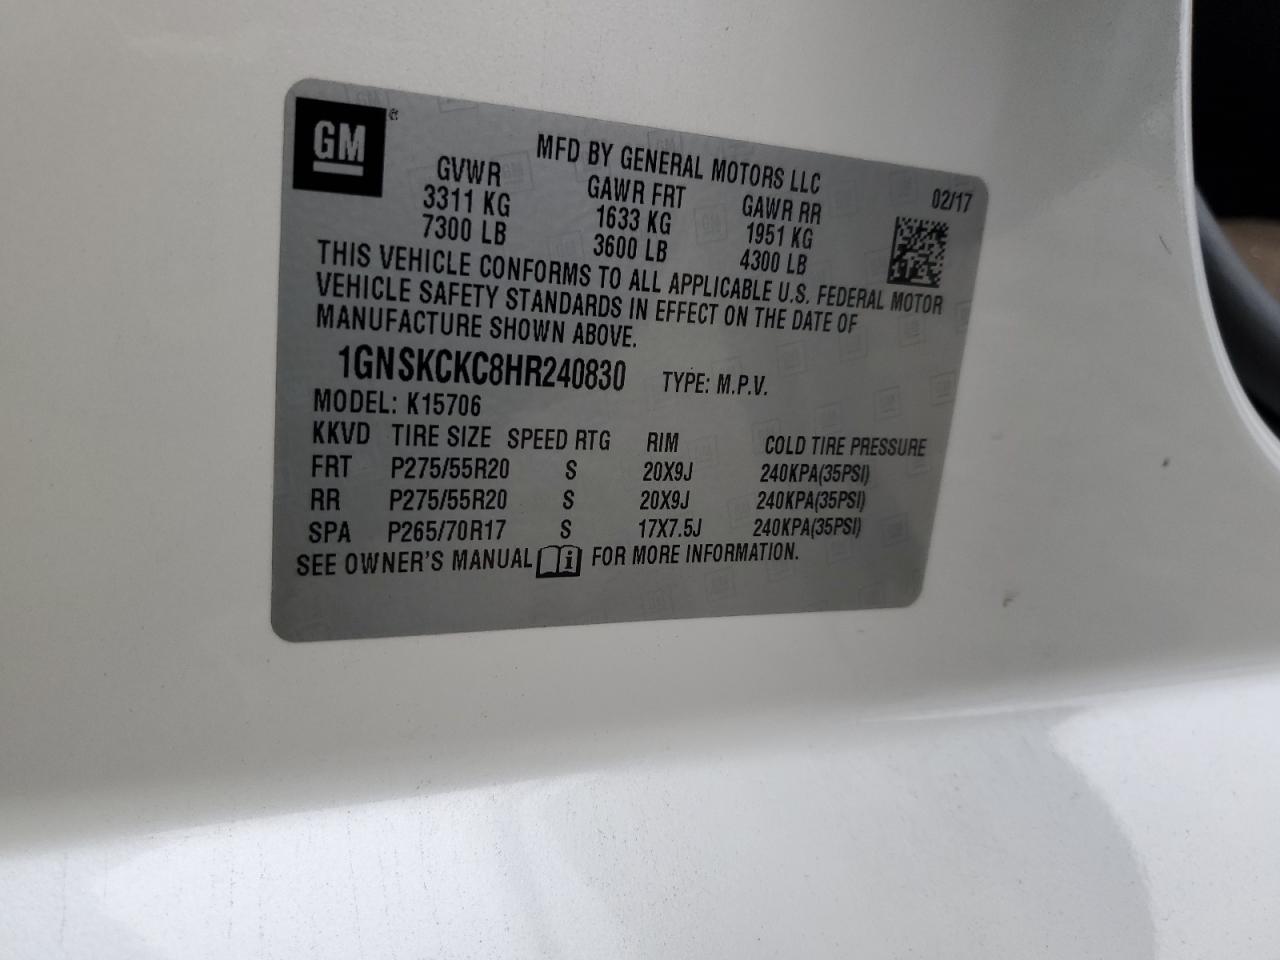 GM®
MFD BY GENERAL MOTORS LLC
02/17
GVWR GAWR FRT GAWR RR
3311 KG 1633 KG 1951 KG
7300 LB 3600 LB 4300 LB
THIS VEHICLE CONFORMS TO ALL APPLICABLE U.S. FEDERAL MOTOR
VEHICLE SAFETY STANDARDS IN EFFECT ON THE DATE OF
MANUFACTURE SHOWN ABOVE.
1GNSKCKC8HR240830 TYPE: M.P.V.
MODEL: K15706
KKVD TIRE SIZE SPEED RTG RIM COLD TIRE PRESSURE
FRT P275/55R20 S 20X9J 240KPA(35PSI)
RR P275/55R20 S 20X9J 240KPA(35PSI)
SPA P265/70R17 S 17X7.5J 240KPA(35PSI)
SEE OWNER'S MANUAL i FOR MORE INFORMATION.